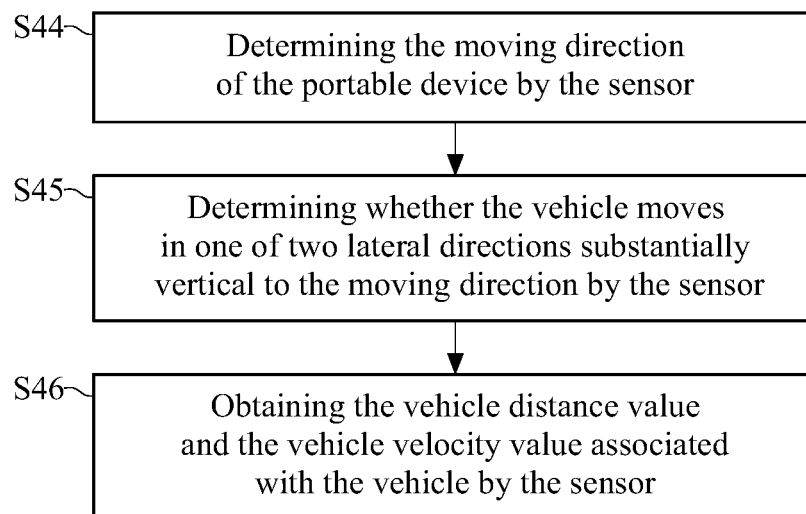 S44
Determining the moving direction
of the portable device by the sensor
S45
Determining whether the vehicle moves
in one of two lateral directions substantially
vertical to the moving direction by the sensor
S46
Obtaining the vehicle distance value
and the vehicle velocity value associated
with the vehicle by the sensor